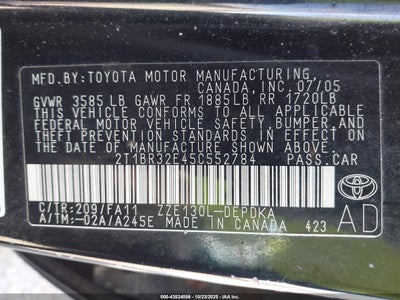 MFD.BY:TOYOTA MOTOR MANUFACTURING,
CANADA, INC. 07/05
GVWR 3585 LB GAWR FR 1885LB RR 1720LB
THIS VEHICLE CONFORMS TO ALL APPLICABLE
FEDERAL MOTOR VEHICLE SAFETY, BUMPER, AND
THEFT PREVENTION STANDARDS IN EFFECT ON
THE DATE OF MANUFACTURE SHOWN ABOVE.
2T1BR32E45C552784 PASS.CAR
C/TR:209/FA11 ZZE130L-DEPDKA
A/TM:-02A/A245E MADE IN CANADA 423
TOYOTA
AD
000-43524056 - 10/23/2025 - IAAI.COM